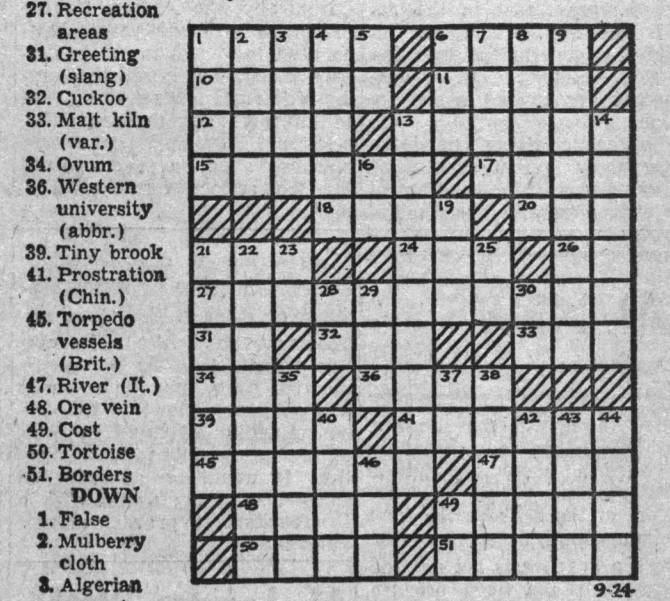 27. Recreation
areas
31. Greeting
(slang)
32. Cuckoo
33. Malt kiln
(var.)
34. Ovum
36. Western
university
(abbr.)
39. Tiny brook
41. Prostration
(Chin.)
45. Torpedo
vessels
(Brit.)
47. River (It.)
48. Ore vein
49. Cost
50. Tortoise
51. Borders
DOWN
1. False
2. Mulberry
cloth
3. Algerian
1 2 3 4 5 6 7 8 9
10 11
12 13 14
15 16 17
18 19 20
21 22 23 24 25 26
27 28 29 30
31 32 33
34 35 36 37 38
39 40 41 42 43 44
45 46 47
48 49
50 51
9-24